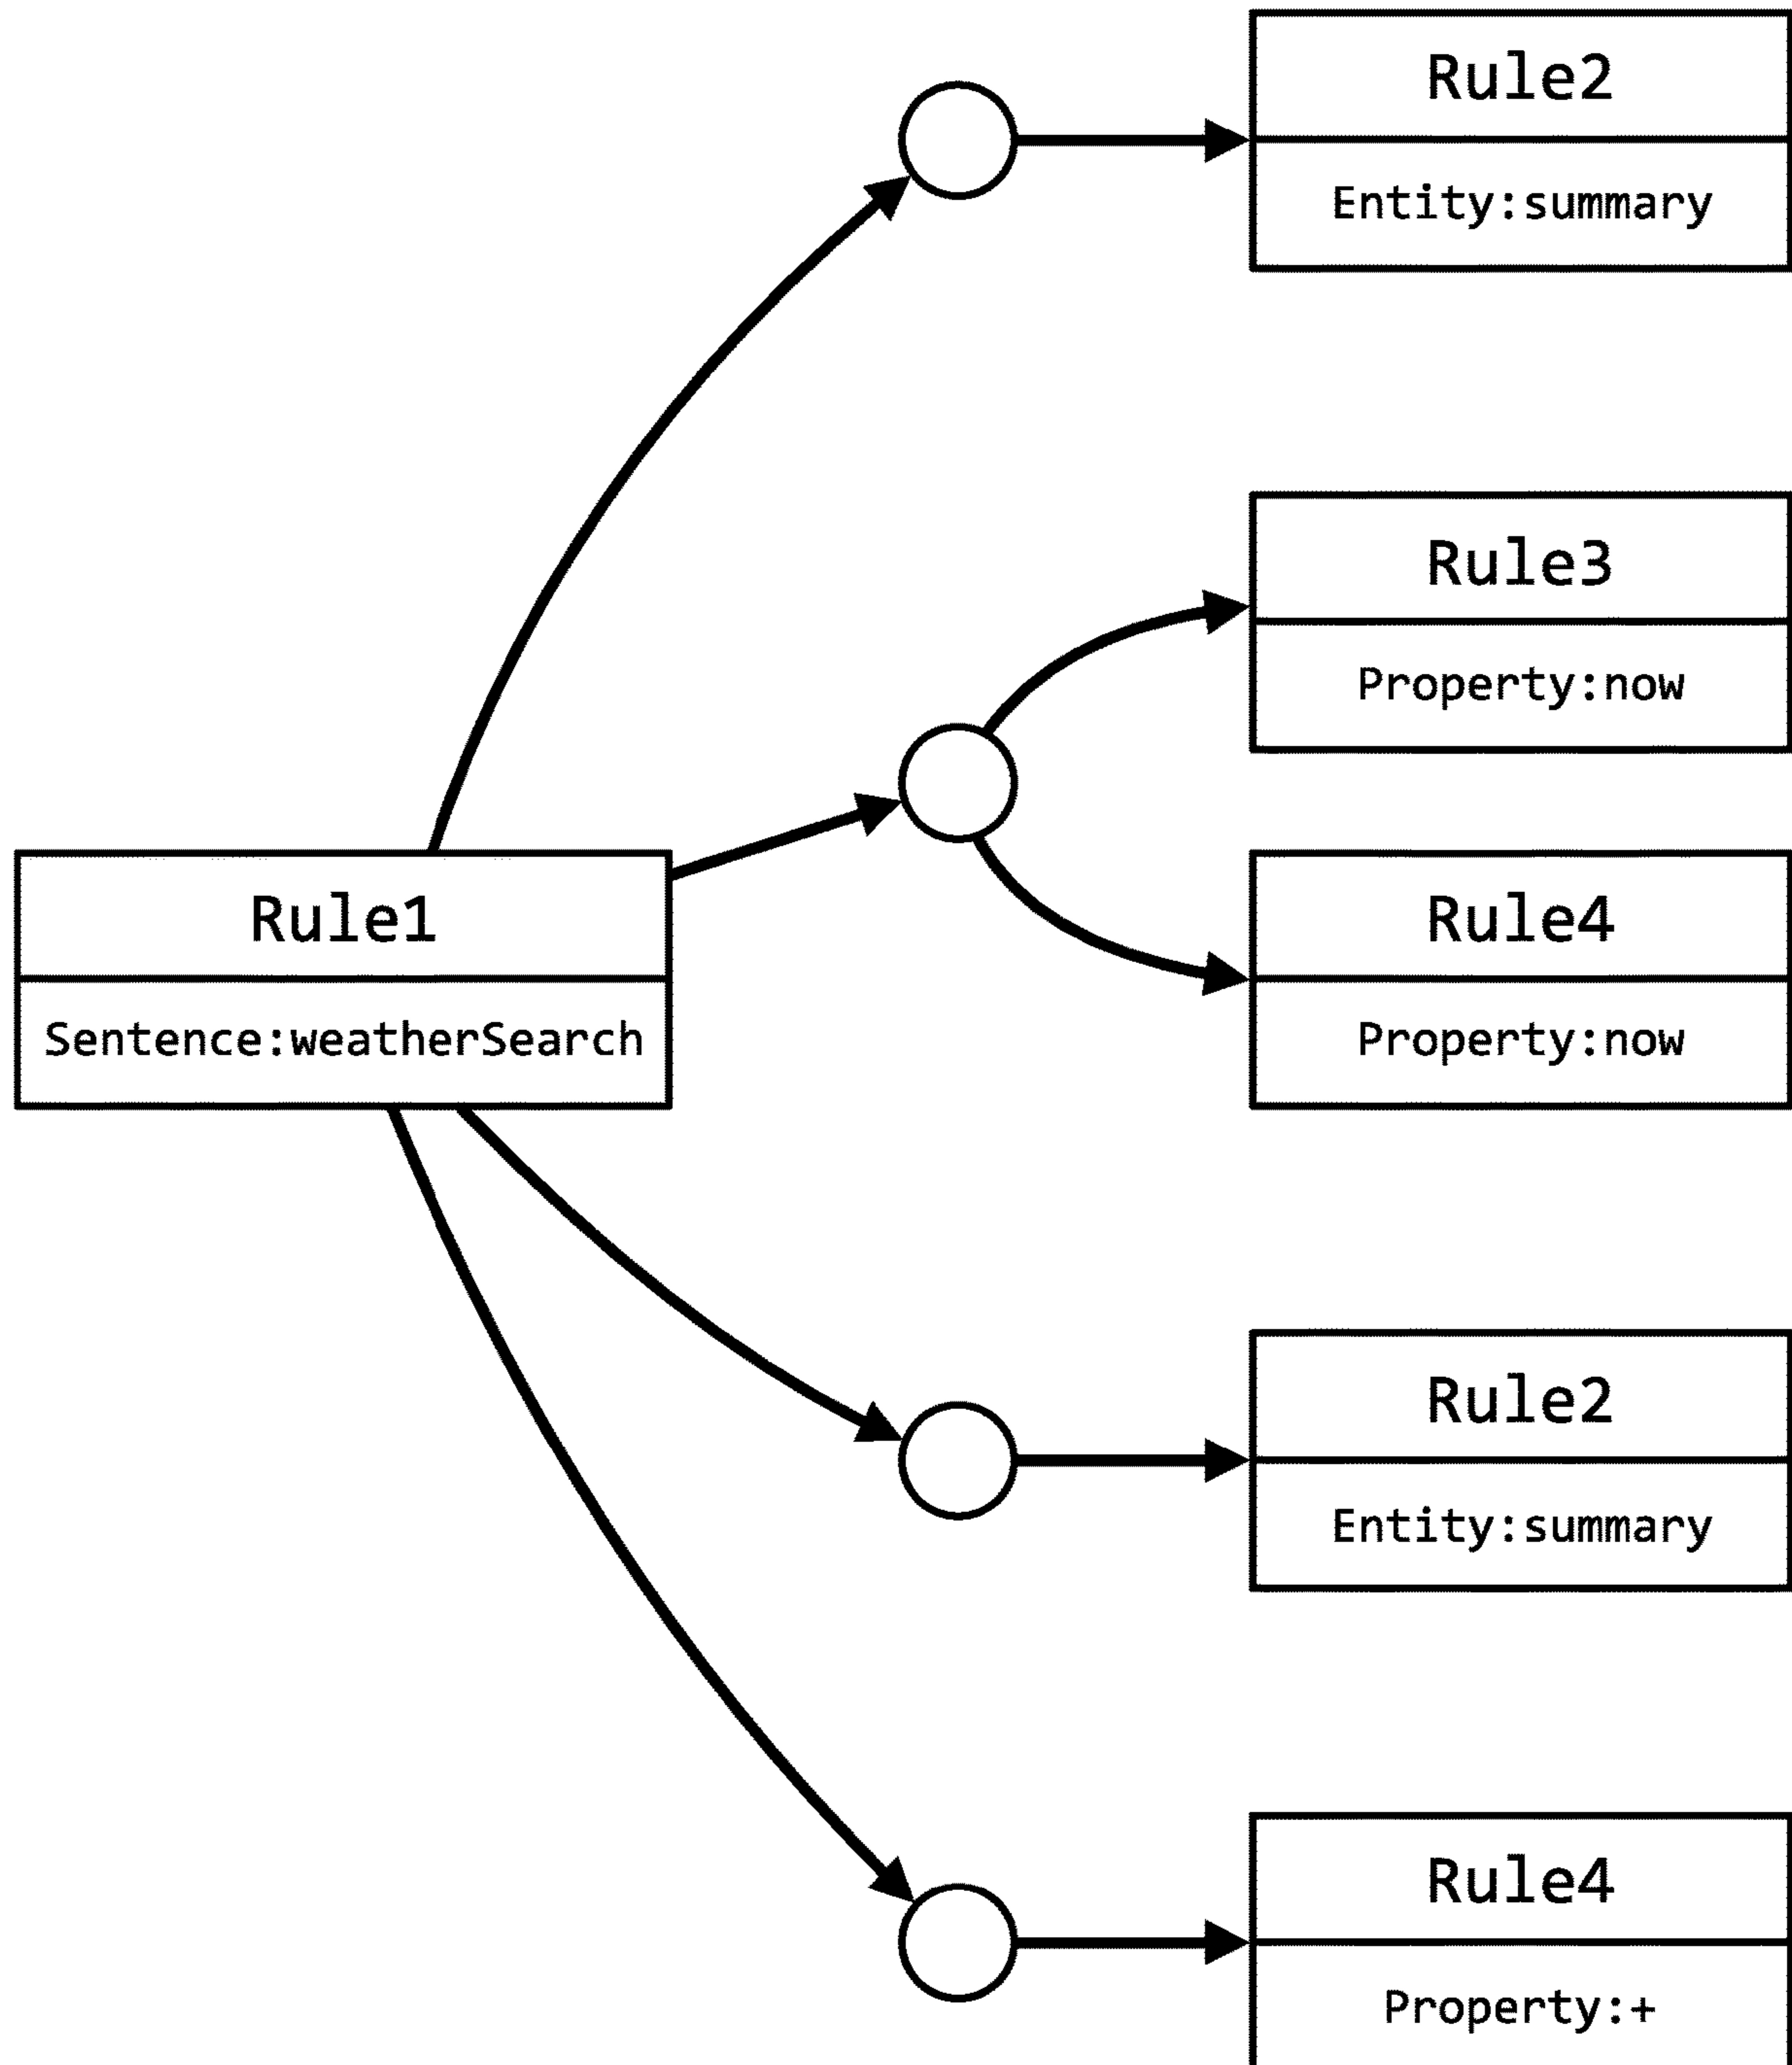 Rule2
Entity:summary
Rule3
Property:now
Rule1
Sentence:weatherSearch
Rule4
Property:now
Rule2
Entity:summary
Rule4
Property:+